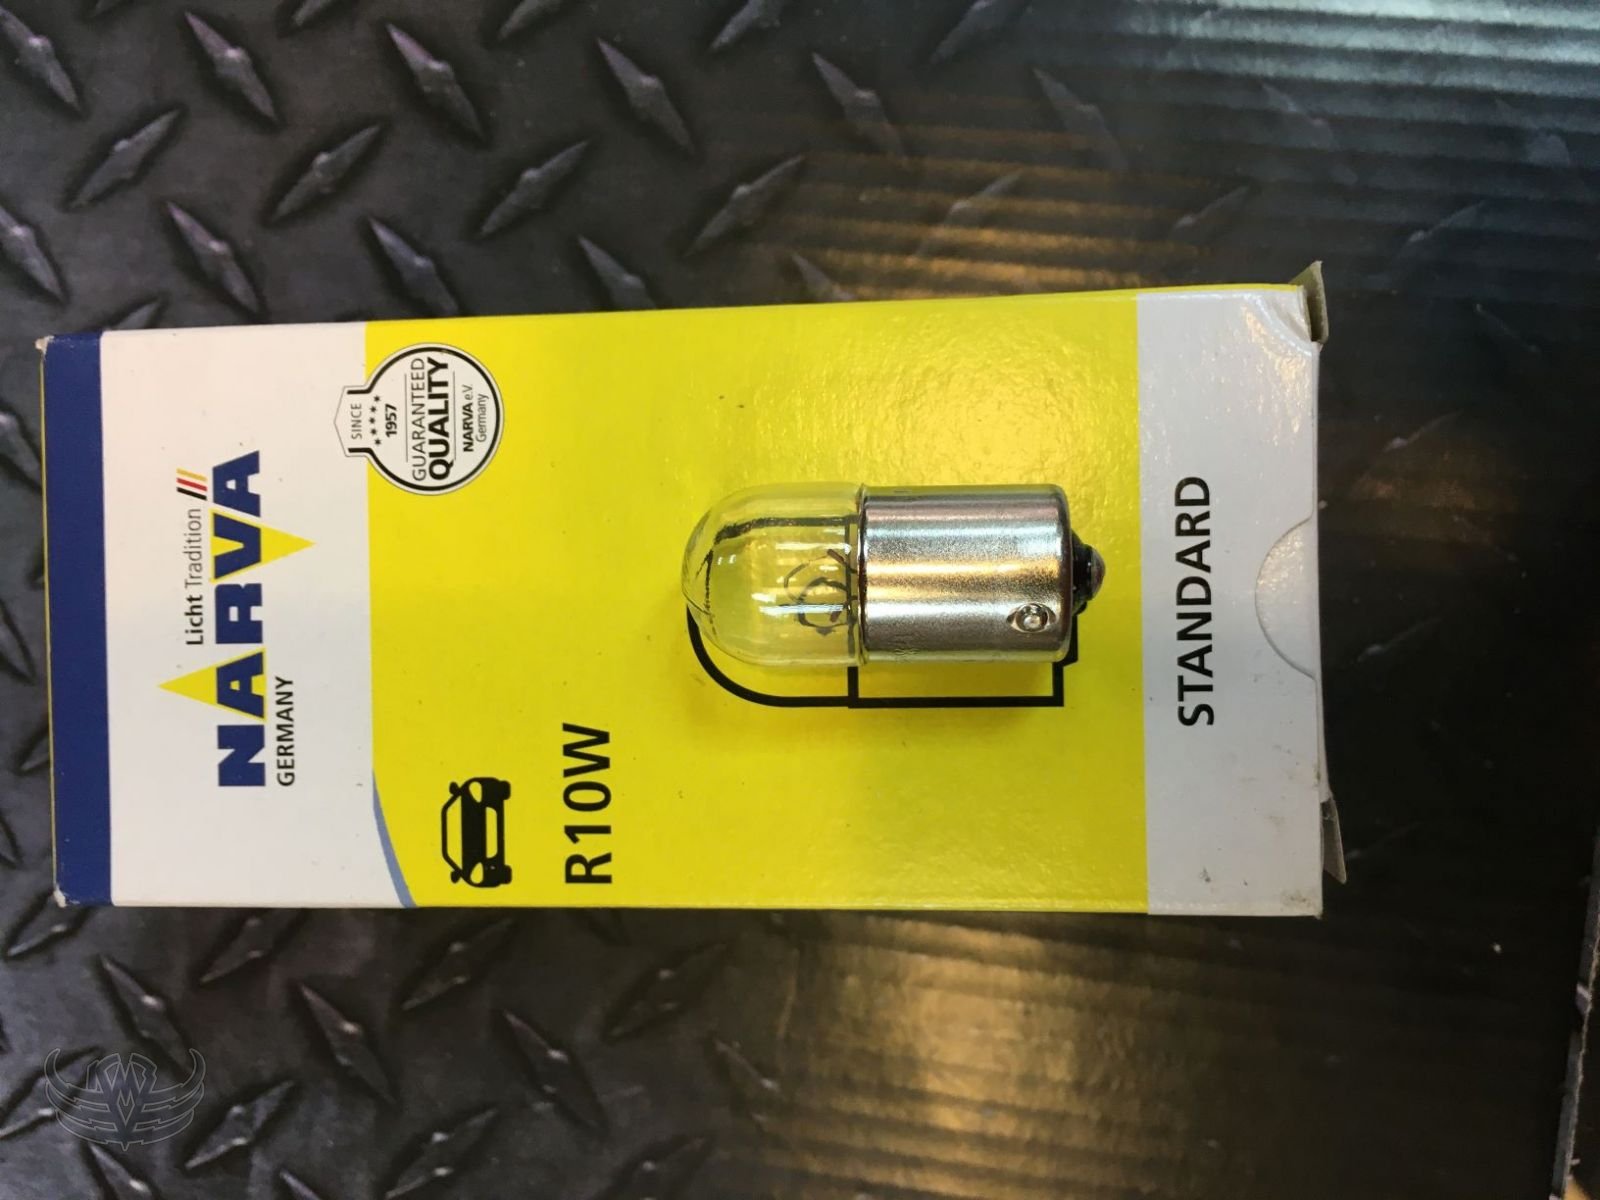 Licht Tradition
NARVA
GERMANY
SINCE
★★★★★
1957
GUARANTEED
QUALITY
NARVA e.V.
Germany
R10W
STANDARD